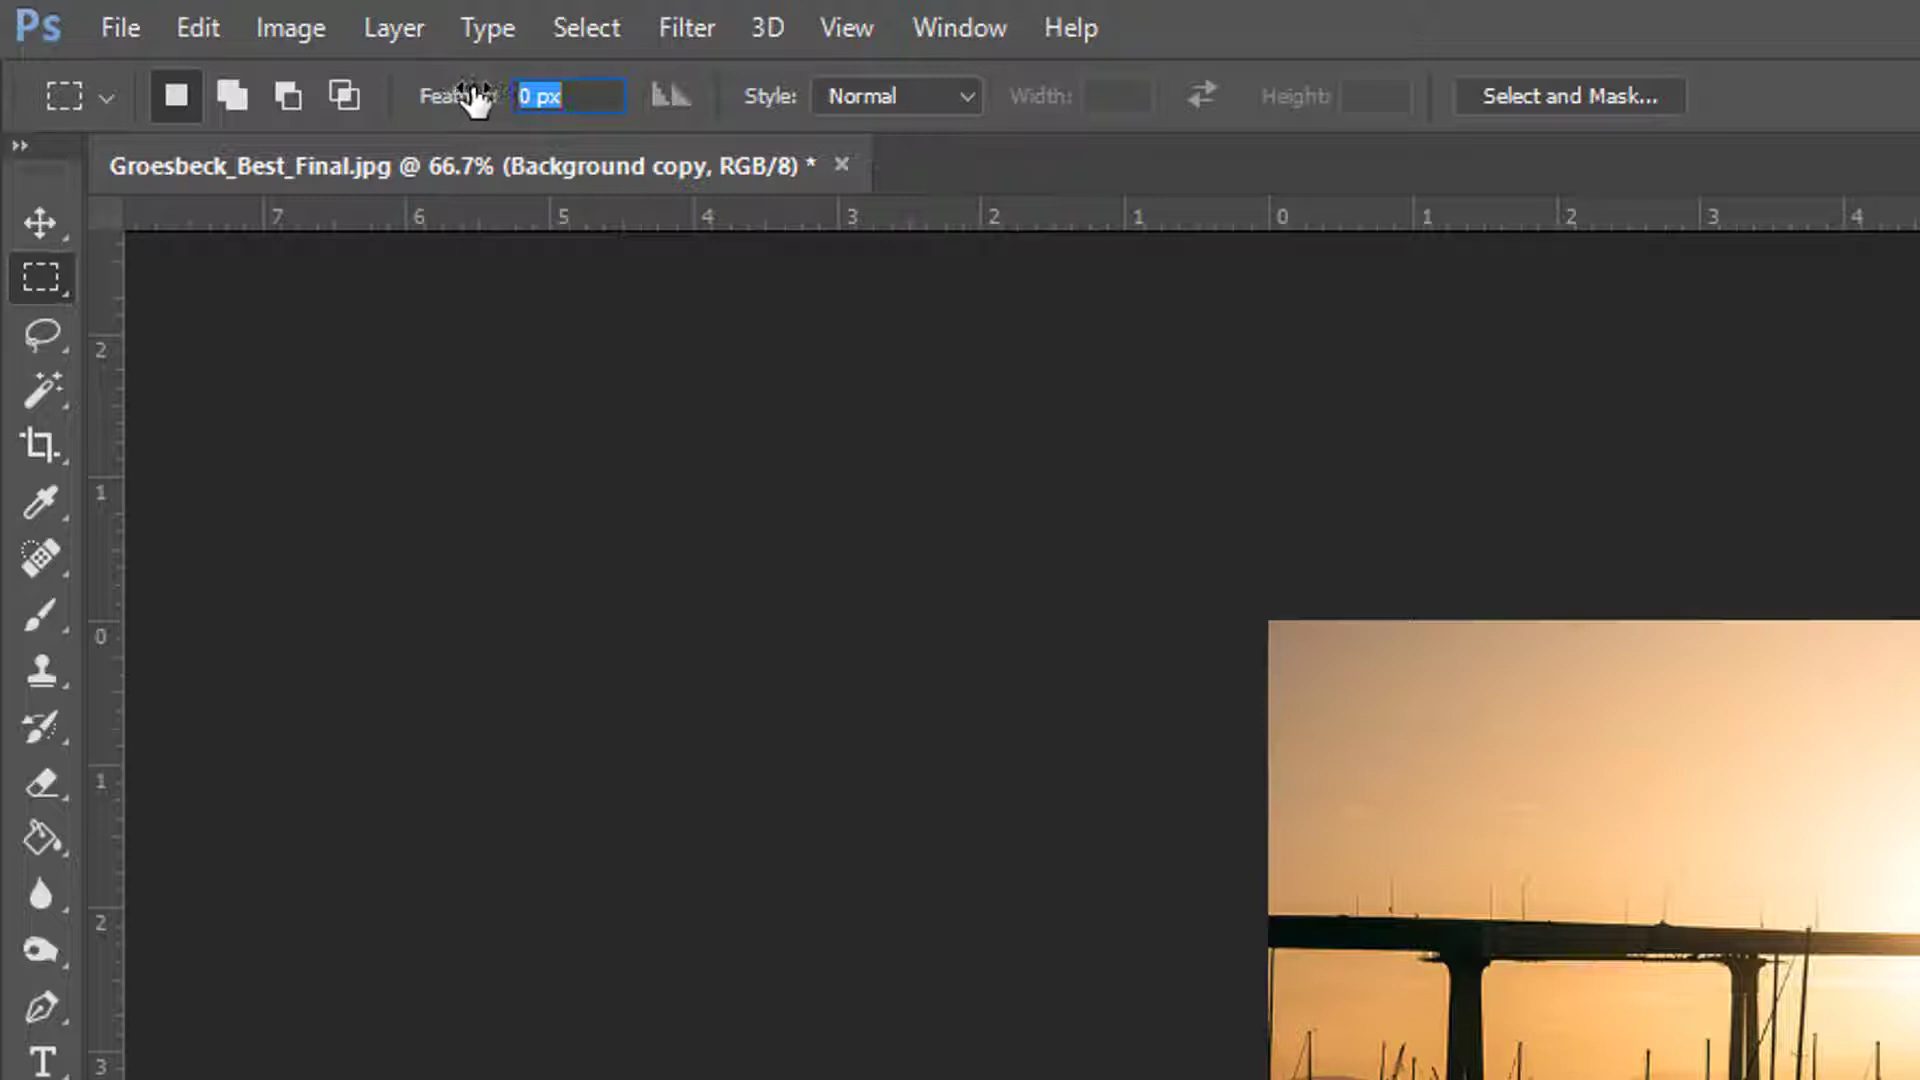 Ps File Edit Image Layer Type Select Filter 3D View Window Help
0 px Style: Normal Width: Height: Select and Mask...
Groesbeck_Best_Final.jpg @ 66.7% (Background copy, RGB/8) *
7 6 5 4 3 2 1 0 1 2 3 4
2
1
0
1
2
3
T